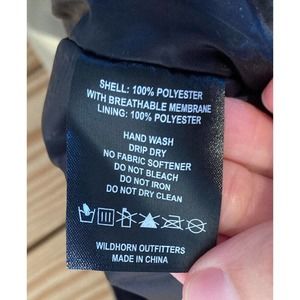 SHELL: 100% POLYESTER
WITH BREATHABLE MEMBRANE
LINING: 100% POLYESTER
HAND WASH
DRIP DRY
NO FABRIC SOFTENER
DO NOT BLEACH
DO NOT IRON
DO NOT DRY CLEAN
WILDHORN OUTFITTERS
MADE IN CHINA